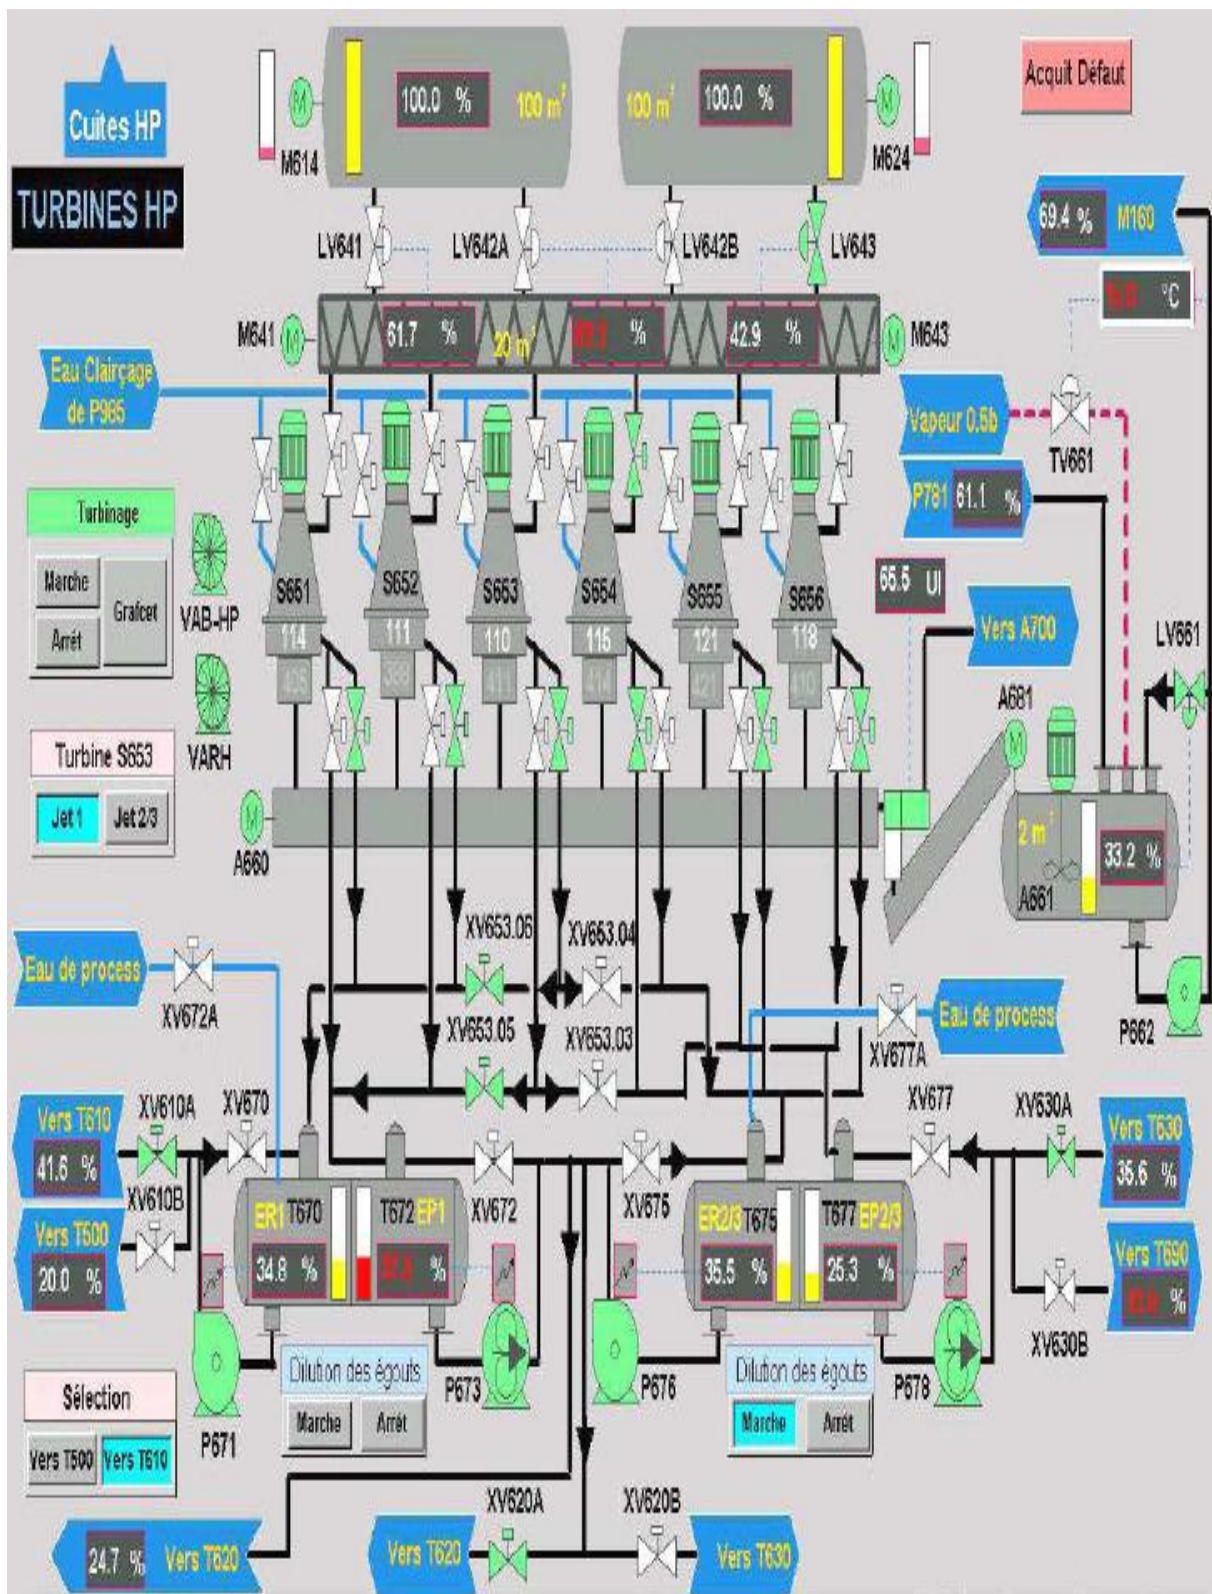 100.0 %
100 m³
100 m³
100.0 %
Acquit Défaut
Cuites HP
M614
M624
TURBINES HP
69.4 %
M160
LV641
LV642A
LV642B
LV643
°C
M641
61.7 %
20 m³
%
42.9 %
M643
Eau Clairçage
de P985
Vapeur 0.5b
TV661
P781
61.1 %
Turbinage
Marche
Grafcet
Arrêt
VAB-HP
S651
S652
S653
S654
S655
S656
65.5 UI
114
111
110
115
121
118
Vers A700
LV661
VARH
A681
Turbine S653
Jet 1
Jet 2/3
A660
2 m³
33.2 %
A661
XV653.06
XV653.04
Eau de process
XV672A
XV653.05
XV653.03
XV677A
Eau de process
P662
Vers T610
41.6 %
XV610A
XV670
XV677
XV630A
Vers T630
35.6 %
XV610B
Vers T500
20.0 %
ER1
T670
T672
EP1
34.8 %
%
XV672
XV675
ER2/3
T675
T677
EP2/3
35.5 %
25.3 %
Vers T690
%
XV630B
Sélection
Vers T500
Vers T610
P671
Dilution des égouts
Marche
Arrêt
P673
P676
Dilution des égouts
Marche
Arrêt
P678
XV620A
XV620B
24.7 %
Vers T620
Vers T620
Vers T630